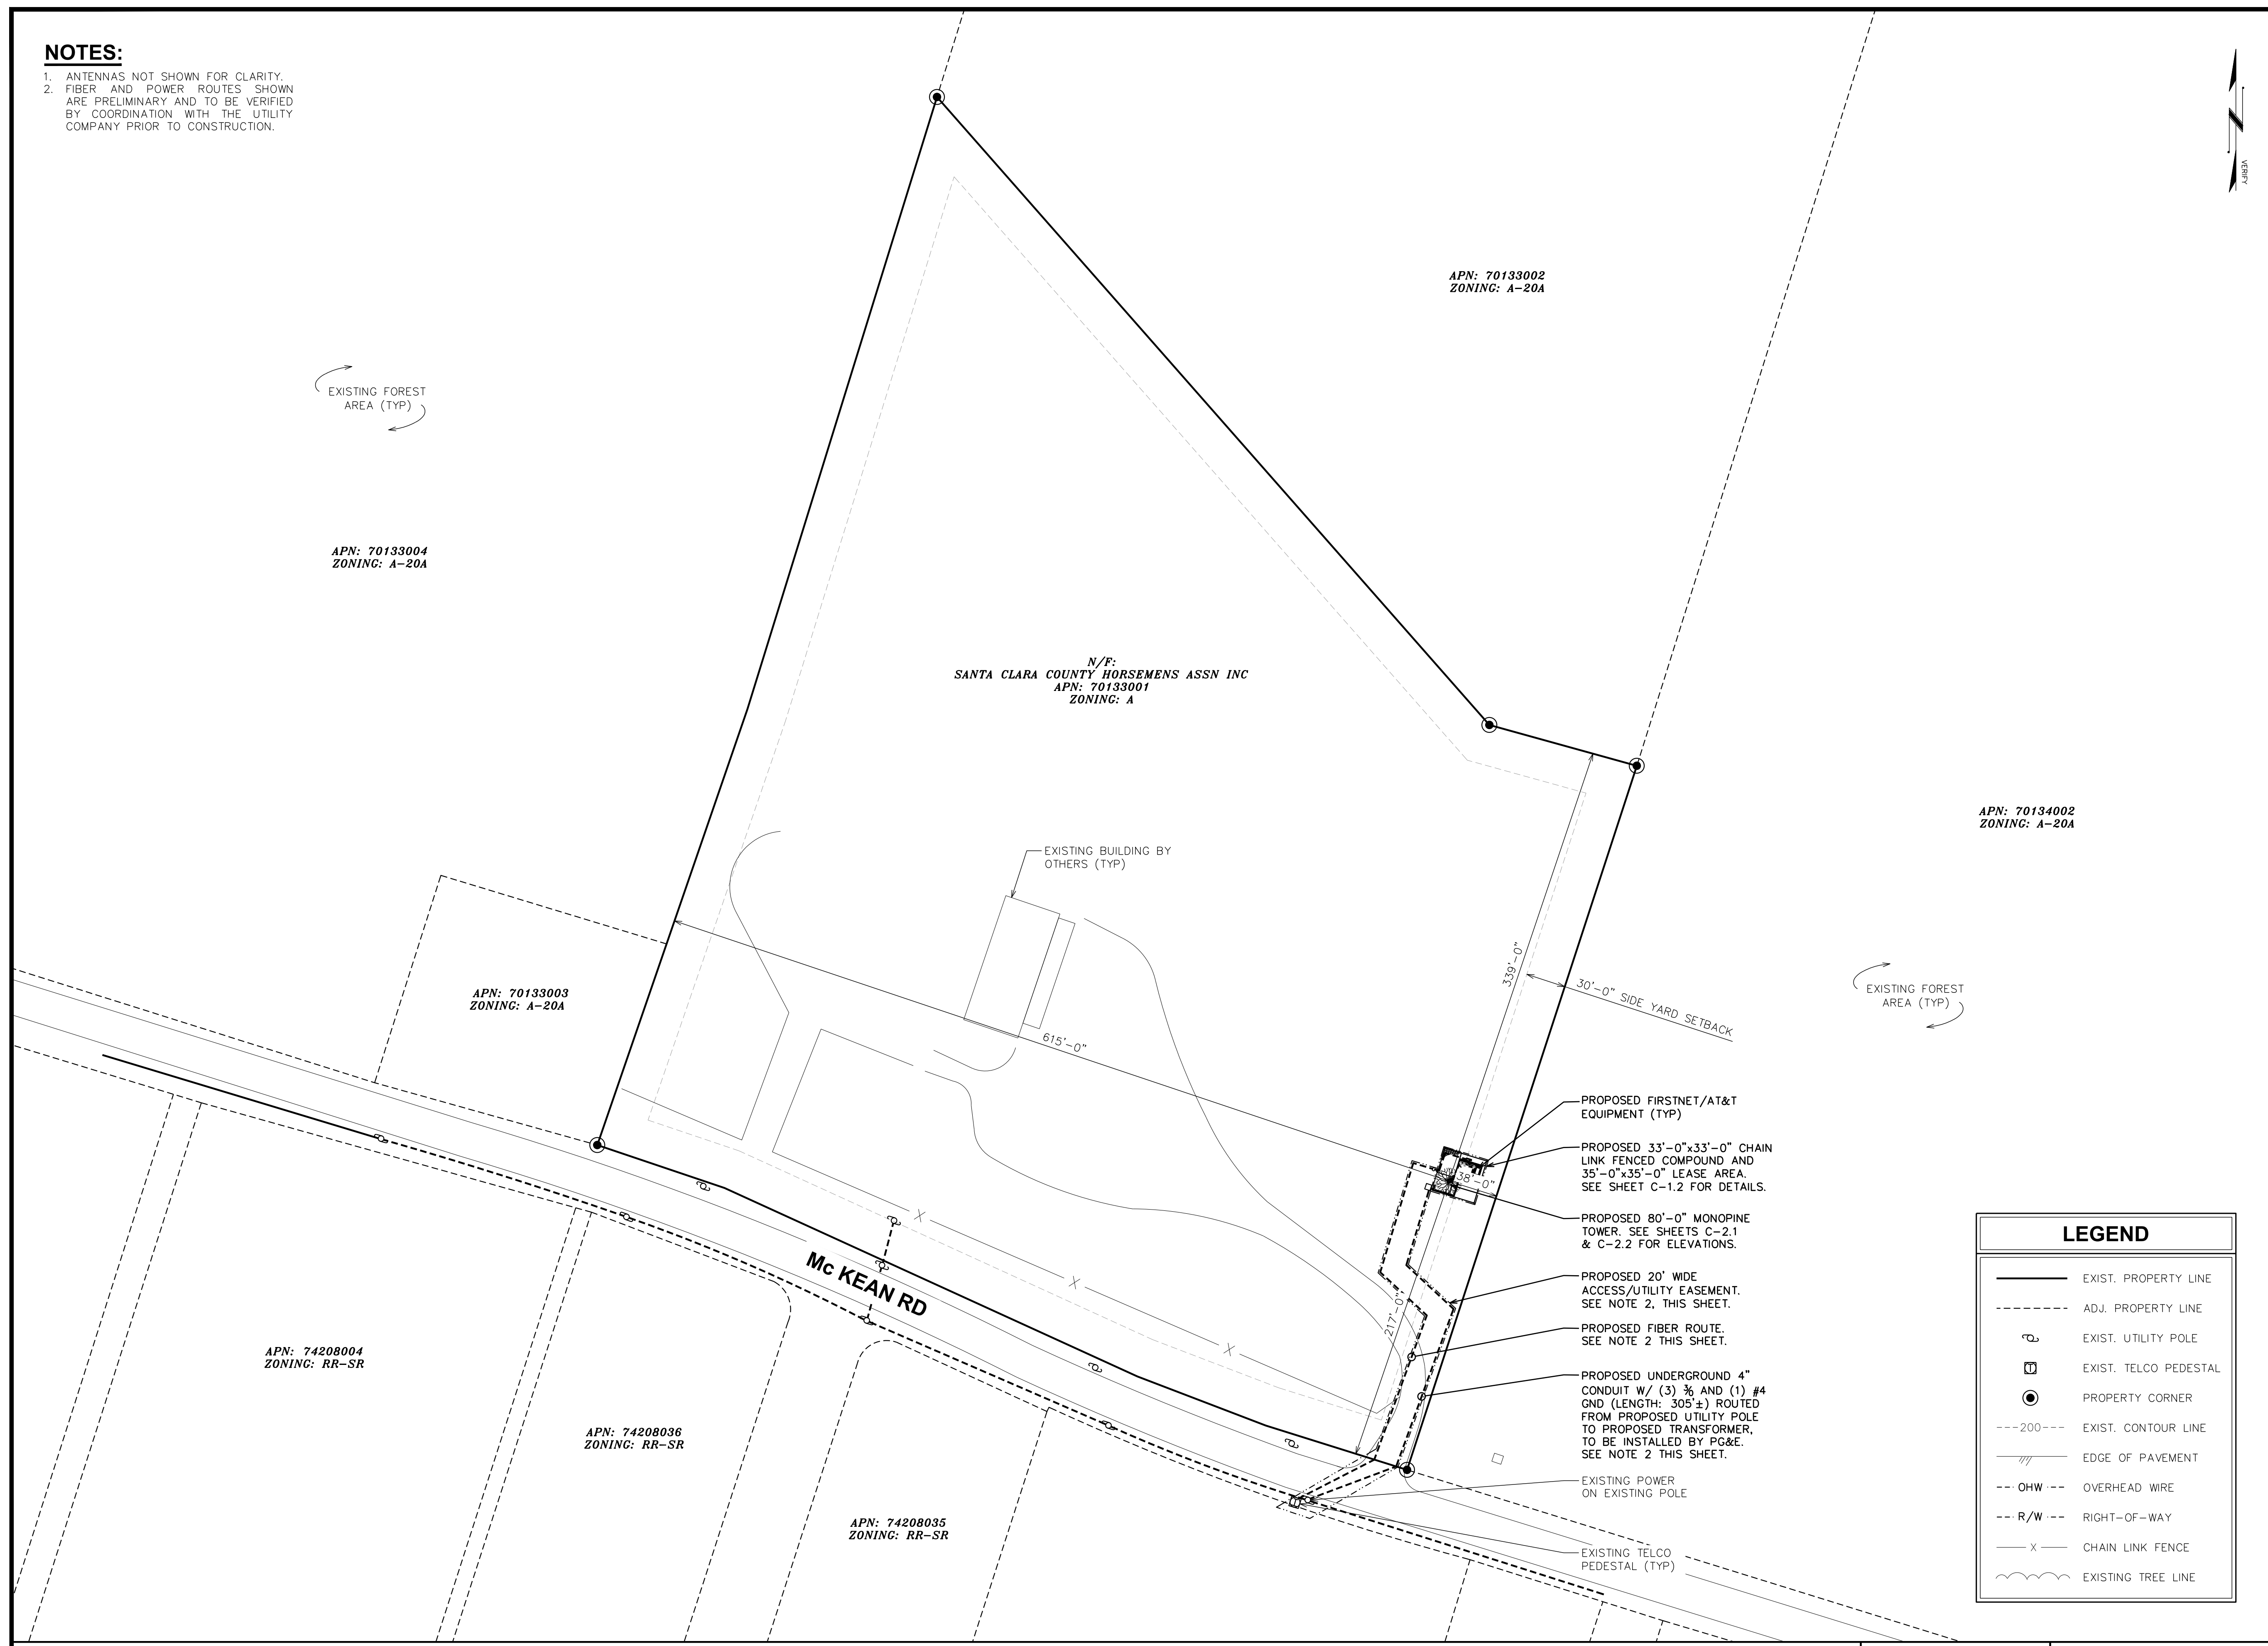 NOTES:
1. ANTENNAS NOT SHOWN FOR CLARITY.
2. FIBER AND POWER ROUTES SHOWN
ARE PRELIMINARY AND TO BE VERIFIED
BY COORDINATION WITH THE UTILITY
COMPANY PRIOR TO CONSTRUCTION.
VERIFY
APN: 70133002
ZONING: A-20A
EXISTING FOREST
AREA (TYP)
APN: 70133004
ZONING: A-20A
N/F:
SANTA CLARA COUNTY HORSEMENS ASSN INC
APN: 70133001
ZONING: A
APN: 70134002
ZONING: A-20A
EXISTING BUILDING BY
OTHERS (TYP)
339'-0"
30'-0" SIDE YARD SETBACK
EXISTING FOREST
AREA (TYP)
APN: 70133003
ZONING: A-20A
615'-0"
PROPOSED FIRSTNET/AT&T
EQUIPMENT (TYP)
PROPOSED 33'-0"x33'-0" CHAIN
LINK FENCED COMPOUND AND
35'-0"x35'-0" LEASE AREA.
SEE SHEET C-1.2 FOR DETAILS.
38'-0"
PROPOSED 80'-0" MONOPINE
TOWER. SEE SHEETS C-2.1
& C-2.2 FOR ELEVATIONS.
PROPOSED 20' WIDE
ACCESS/UTILITY EASEMENT.
SEE NOTE 2, THIS SHEET.
217'-0"
PROPOSED FIBER ROUTE.
SEE NOTE 2 THIS SHEET.
PROPOSED UNDERGROUND 4"
CONDUIT W/ (3) 3/0 AND (1) #4
GND (LENGTH: 305'±) ROUTED
FROM PROPOSED UTILITY POLE
TO PROPOSED TRANSFORMER,
TO BE INSTALLED BY PG&E.
SEE NOTE 2 THIS SHEET.
EXISTING POWER
ON EXISTING POLE
EXISTING TELCO
PEDESTAL (TYP)
X
X
X
Mc KEAN RD
APN: 74208004
ZONING: RR-SR
APN: 74208036
ZONING: RR-SR
APN: 74208035
ZONING: RR-SR
LEGEND
EXIST. PROPERTY LINE
ADJ. PROPERTY LINE
EXIST. UTILITY POLE
T EXIST. TELCO PEDESTAL
PROPERTY CORNER
200 EXIST. CONTOUR LINE
EDGE OF PAVEMENT
OHW OVERHEAD WIRE
R/W RIGHT-OF-WAY
X CHAIN LINK FENCE
EXISTING TREE LINE